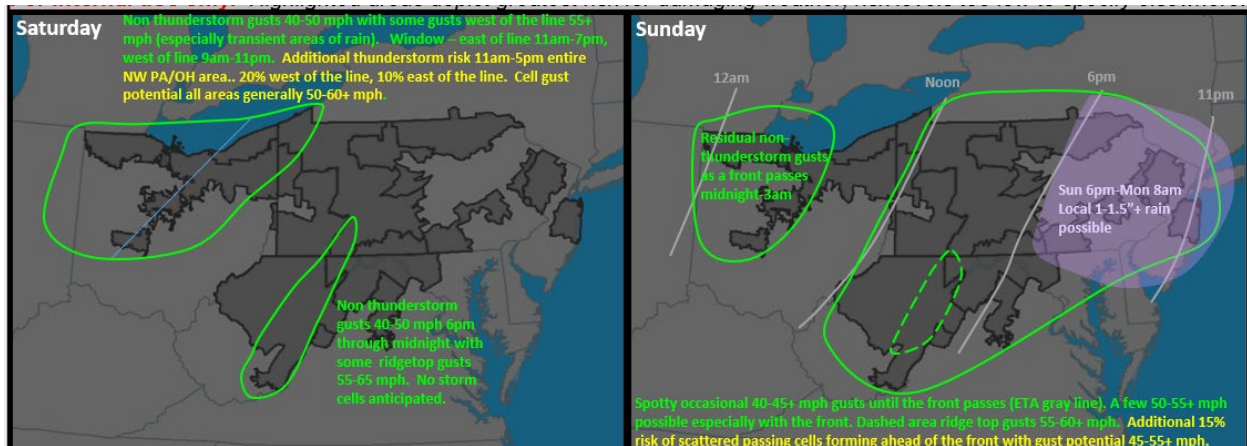 Saturday
Non thunderstorm gusts 40-50 mph with some gusts west of the line 55+
mph (especially transient areas of rain). Window – east of line 11am-7pm,
west of line 9am-11pm. Additional thunderstorm risk 11am-5pm entire
NW PA/OH area.. 20% west of the line, 10% east of the line. Cell gust
potential all areas generally 50-60+ mph.
Non thunderstorm
gusts 40-50 mph 6pm
through midnight with
some ridgetop gusts
55-65 mph. No storm
cells anticipated.
Sunday
12am
Noon
6pm
11pm
Residual non-
thunderstorm gusts
as a front passes
midnight-3am
Sun 6pm-Mon 8am
Local 1-1.5”+ rain
possible
Spotty occasional 40-45+ mph gusts until the front passes (ETA gray line). A few 50-55+ mph
possible especially with the front. Dashed area ridge top gusts 55-60+ mph. Additional 15%
risk of scattered passing cells forming ahead of the front with gust potential 45-55+ mph.